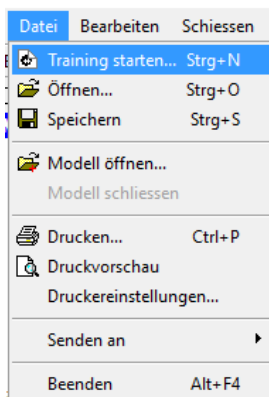 Datei Bearbeiten Schiessen
Training starten... Strg+N
Öffnen... Strg+O
Speichern Strg+S
Modell öffnen...
Modell schliessen
Drucken... Ctrl+P
Druckvorschau
Druckereinstellungen...
Senden an
Beenden Alt+F4